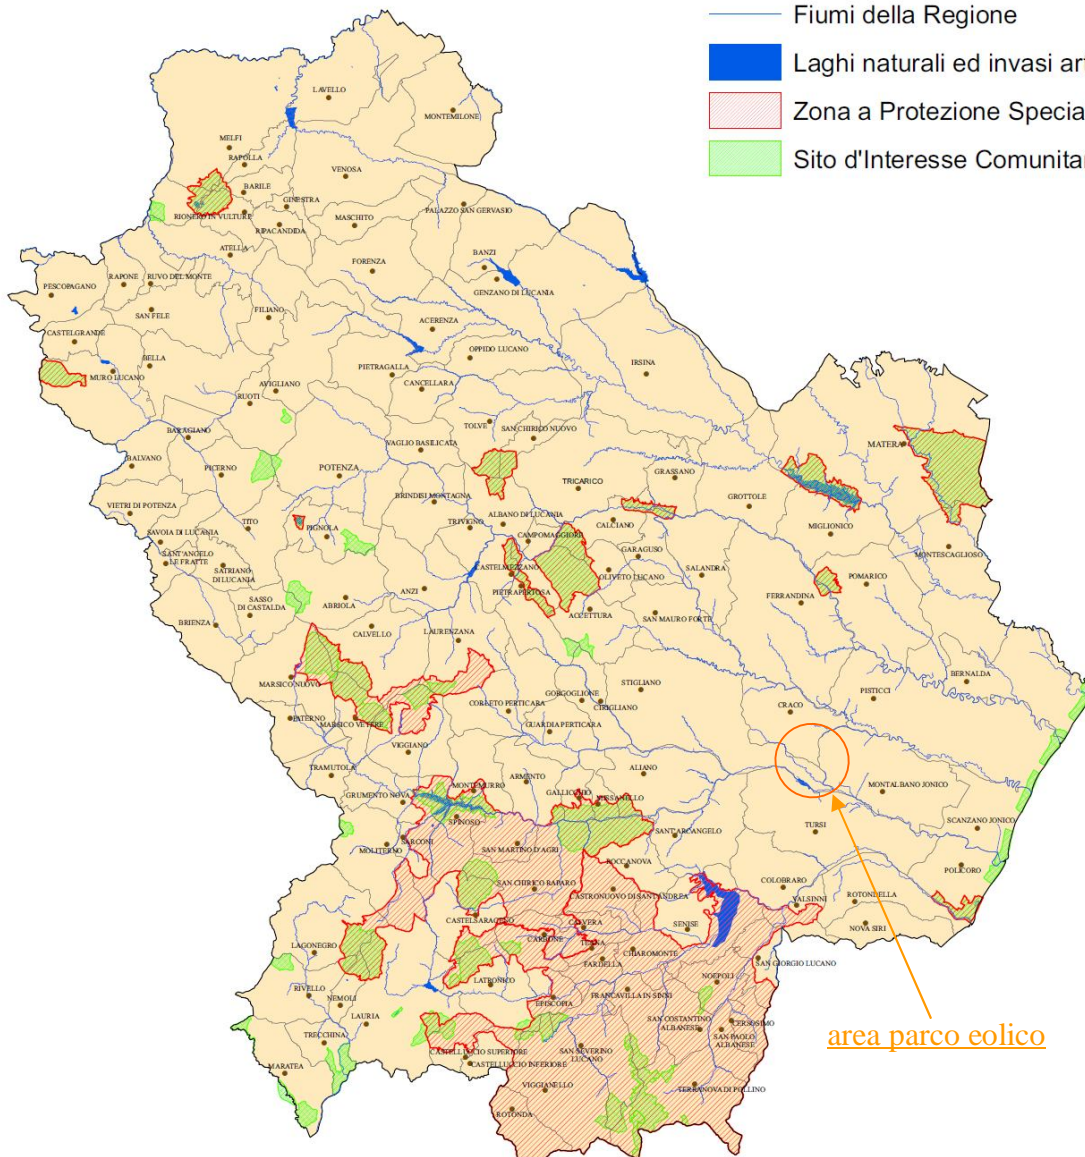 Fiumi della Regione
Laghi naturali ed invasi art
Zona a Protezione Specia
Sito d'Interesse Comunitar
LAVELLO
MONTEMILONE
MELFI
RAPOLLA
VENOSA
BARILE
GINESTRA
PALAZZO SAN GERVASIO
RIONERO IN VULTURE
MASCHITO
RIPACANDIDA
ATELLA
BANZI
FORENZA
RAPONE
RUVO DEL MONTE
GENZANO DI LUCANIA
PESCOPAGANO
SAN FELE
FILIANO
ACERENZA
CASTELGRANDE
OPPIDO LUCANO
BELLA
IRSINA
MURO LUCANO
PIETRAGALLA
CANCELLARA
AVIGLIANO
RUOTI
TOLVE
SAN CHIRICO NUOVO
BARAGIANO
VAGLIO BASILICATA
MATERA
BALVANO
PICERNO
POTENZA
GRASSANO
TRICARICO
BRINDISI MONTAGNA
GROTTOLE
VIETRI DI POTENZA
TITO
TRIVIGNO
ALBANO DI LUCANIA
CALCIANO
MIGLIONICO
SAVOIA DI LUCANIA
PIGNOLA
CAMPOMAGGIORE
MONTESCAGLIOSO
SANT'ANGELO
LE FRATTE
GARAGUSO
SATRIANO
DI LUCANIA
CASTELMEZZANO
OLIVETO LUCANO
SALANDRA
POMARICO
SASSO
DI CASTALDA
ANZI
PIETRAPERTOSA
FERRANDINA
ABRIOLA
ACCETTURA
SAN MAURO FORTE
BRIENZA
CALVELLO
LAURENZANA
MARSICO NUOVO
STIGLIANO
BERNALDA
GORGOGLIONE
PISTICCI
CORLETO PERTICARA
CIRIGLIANO
CRACO
PATERNO
MARSICO VETERE
GUARDIA PERTICARA
VIGGIANO
TRAMUTOLA
ARMENTO
ALIANO
MONTEMURRO
GALLICCHIO
MISSANELLO
MONTALBANO JONICO
GRUMENTO NOVA
SPINOSO
SCANZANO JONICO
SARCONI
SANT'ARCANGELO
TURSI
MOLITERNO
SAN MARTINO D'AGRI
ROCCANOVA
POLICORO
SAN CHIRICO RAPARO
CASTRONUOVO DI SANT'ANDREA
COLOBRARO
VALSINNI
ROTONDELLA
CASTELSARACENO
CALVERA
SENISE
NOVA SIRI
CARBONE
TEANA
LAGONEGRO
FARDELLA
CHIAROMONTE
SAN GIORGIO LUCANO
RIVELLO
LATRONICO
NOEPOLI
NEMOLI
EPISCOPIA
FRANCAVILLA IN SINNI
LAURIA
SAN COSTANTINO
ALBANESE
CERSOSIMO
TRECCHINA
SAN PAOLO
ALBANESE
area parco eolico
CASTELLUCCIO SUPERIORE
SAN SEVERINO
LUCANO
CASTELLUCCIO INFERIORE
MARATEA
VIGGIANELLO
TERRANOVA DI POLLINO
ROTONDA